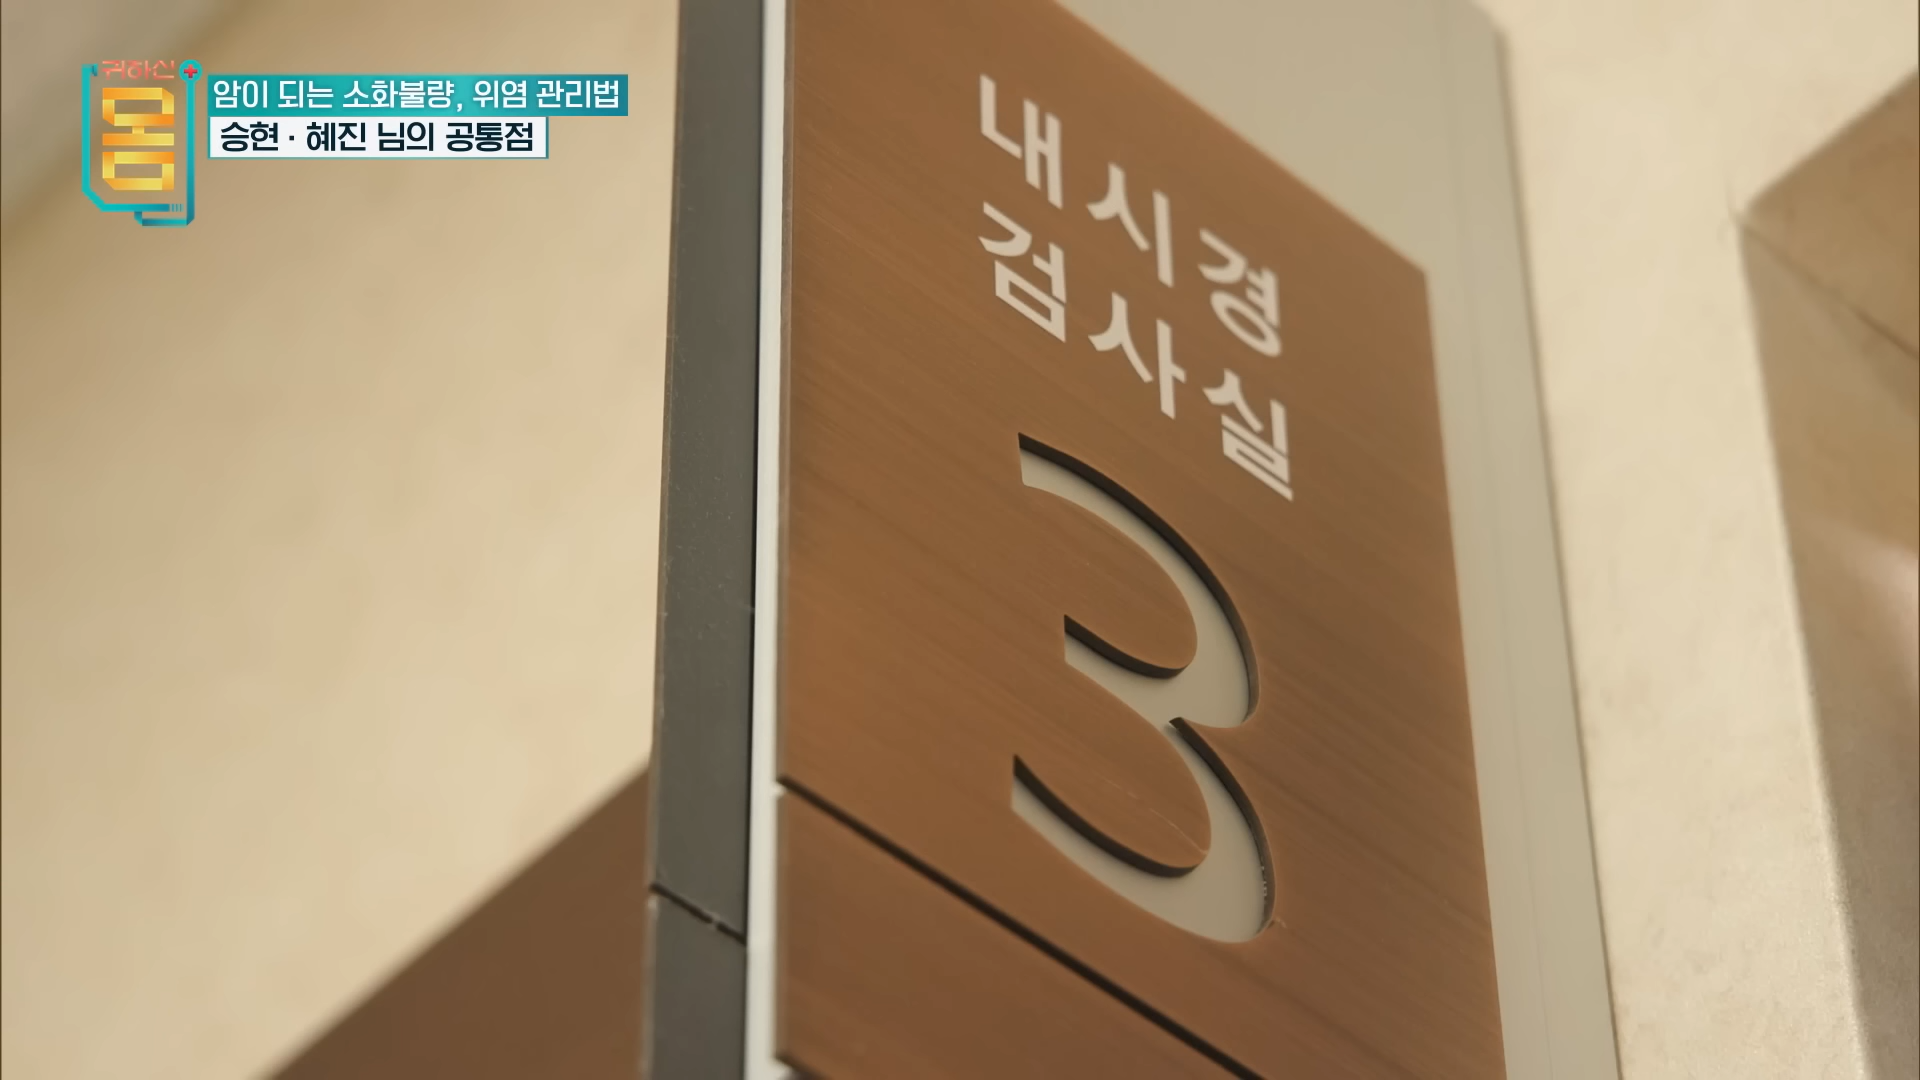 귀하신
몸
암이 되는 소화불량, 위염 관리법
승현·혜진 님의 공통점
내시경
검사실
3